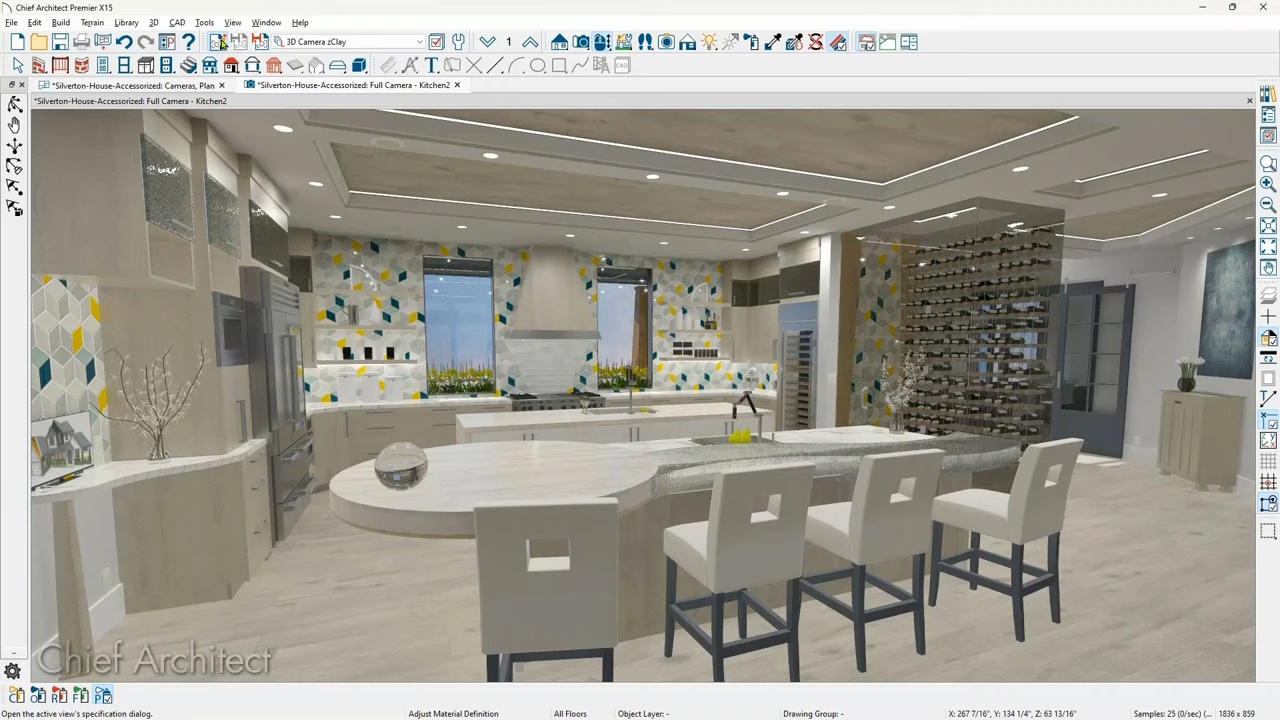 Chief Architect Premier X15
File Edit Build Terrain Library 3D CAD Tools View Window Help
3D Camera zClay
1
*Silverton-House-Accessorized: Cameras, Plan
*Silverton-House-Accessorized: Full Camera - Kitchen2
*Silverton-House-Accessorized: Full Camera - Kitchen2
Chief Architect
Open the active view's specification dialog.
Adjust Material Definition
All Floors
Object Layer: -
Drawing Group: -
X: 267 7/16", Y: 134 1/4", Z: 63 13/16"
Samples: 25 (0/sec) (...
1836 x 859